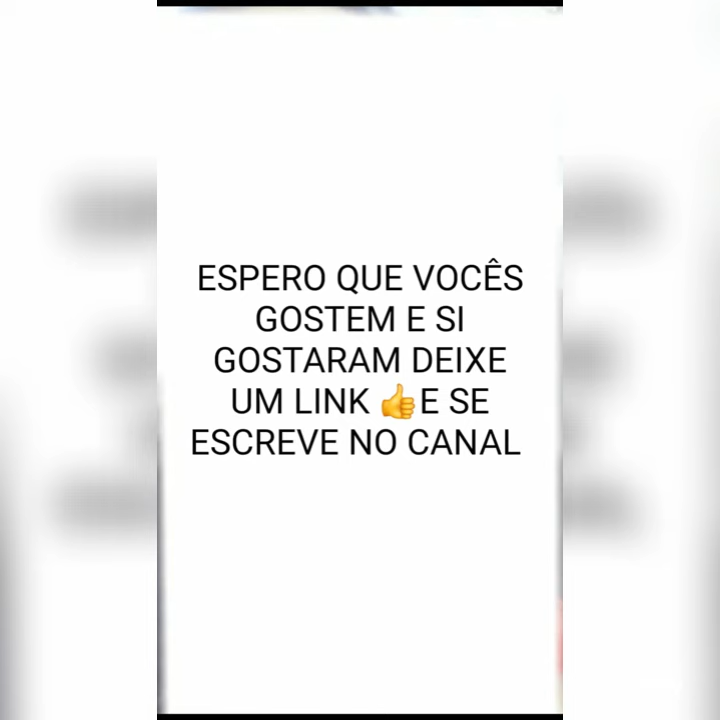 ESPERO QUE VOCÊS
GOSTEM E SI
GOSTARAM DEIXE
UM LINK 👍E SE
ESCREVE NO CANAL